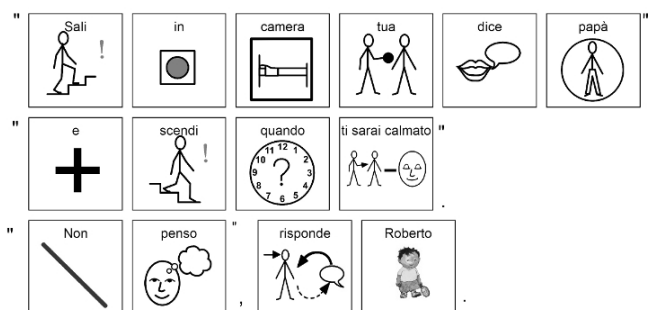 " Sali in camera tua dice papà "
" e scendi quando ti sarai calmato " .
" Non penso " , risponde Roberto .